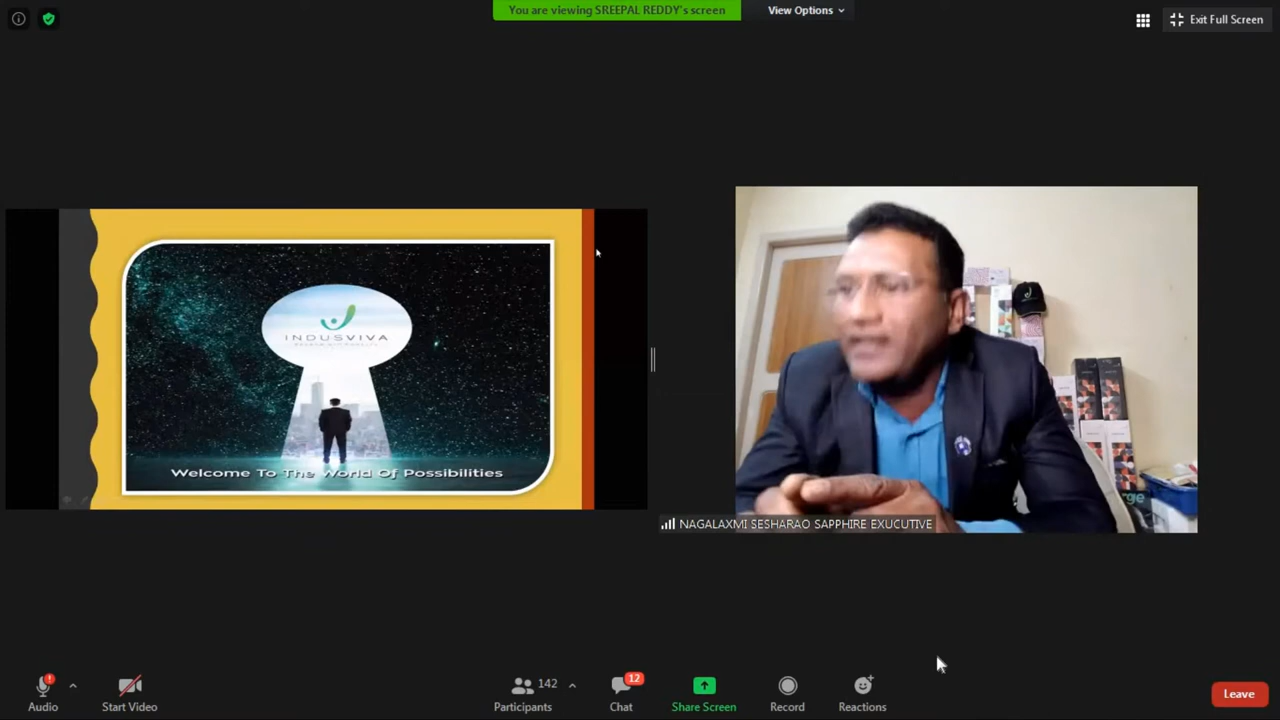 You are viewing SREEPAL REDDY's screen
View Options
Exit Full Screen
INDUSVIVA
Welcome To The World Of Possibilities
NAGALAXMI SESHARAO SAPPHIRE EXUCUTIVE
Audio
Start Video
142
Participants
12
Chat
Share Screen
Record
Reactions
Leave